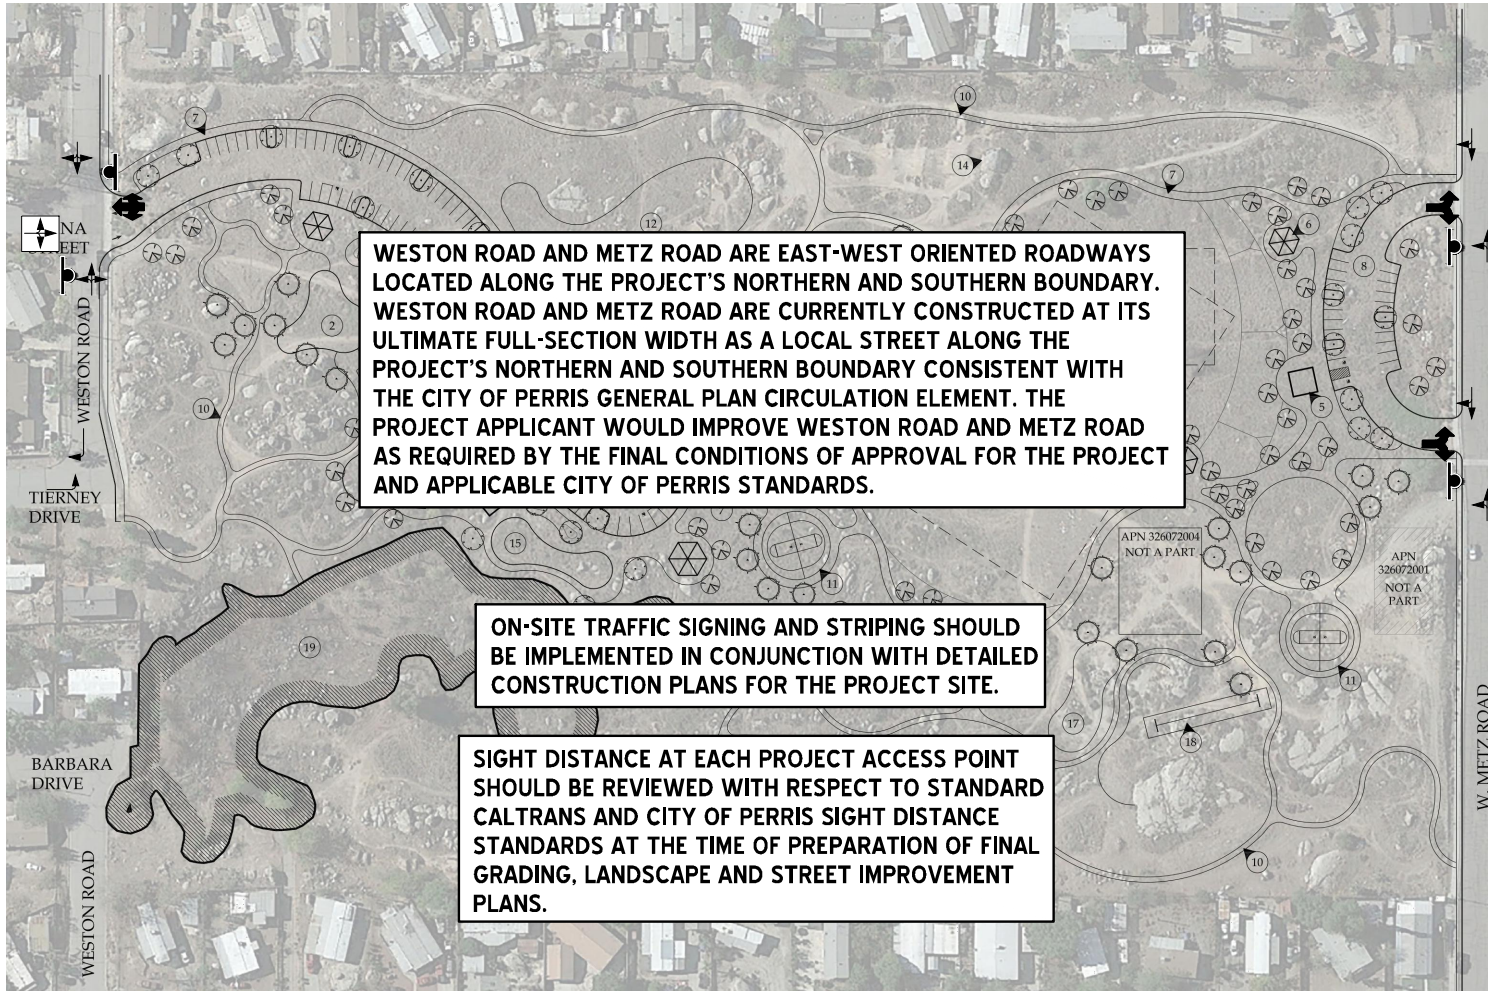 7
10
14
7
12
6
NA
EET
8
WESTON ROAD AND METZ ROAD ARE EAST-WEST ORIENTED ROADWAYS
LOCATED ALONG THE PROJECT'S NORTHERN AND SOUTHERN BOUNDARY.
WESTON ROAD AND METZ ROAD ARE CURRENTLY CONSTRUCTED AT ITS
ULTIMATE FULL-SECTION WIDTH AS A LOCAL STREET ALONG THE
PROJECT'S NORTHERN AND SOUTHERN BOUNDARY CONSISTENT WITH
THE CITY OF PERRIS GENERAL PLAN CIRCULATION ELEMENT. THE
PROJECT APPLICANT WOULD IMPROVE WESTON ROAD AND METZ ROAD
AS REQUIRED BY THE FINAL CONDITIONS OF APPROVAL FOR THE PROJECT
AND APPLICABLE CITY OF PERRIS STANDARDS.
2
WESTON ROAD
10
5
TIERNEY
DRIVE
15
11
APN 326072004
NOT A PART
APN
326072001
NOT A
PART
ON-SITE TRAFFIC SIGNING AND STRIPING SHOULD
BE IMPLEMENTED IN CONJUNCTION WITH DETAILED
CONSTRUCTION PLANS FOR THE PROJECT SITE.
19
11
17
18
BARBARA
DRIVE
W. METZ ROAD
SIGHT DISTANCE AT EACH PROJECT ACCESS POINT
SHOULD BE REVIEWED WITH RESPECT TO STANDARD
CALTRANS AND CITY OF PERRIS SIGHT DISTANCE
STANDARDS AT THE TIME OF PREPARATION OF FINAL
GRADING, LANDSCAPE AND STREET IMPROVEMENT
PLANS.
10
WESTON ROAD